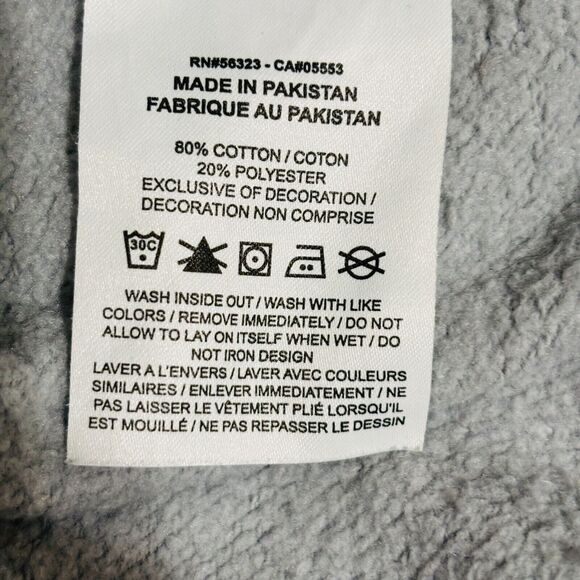 RN#56323 - CA#05553
MADE IN PAKISTAN
FABRIQUE AU PAKISTAN
80% COTTON / COTON
20% POLYESTER
EXCLUSIVE OF DECORATION /
DECORATION NON COMPRISE
30C
WASH INSIDE OUT / WASH WITH LIKE
COLORS / REMOVE IMMEDIATELY / DO NOT
ALLOW TO LAY ON ITSELF WHEN WET / DO
NOT IRON DESIGN
LAVER A L'ENVERS / LAVER AVEC COULEURS
SIMILAIRES / ENLEVER IMMEDIATEMENT / NE
PAS LAISSER LE VÊTEMENT PLIÉ LORSQU'IL
EST MOUILLÉ / NE PAS REPASSER LE DESSIN